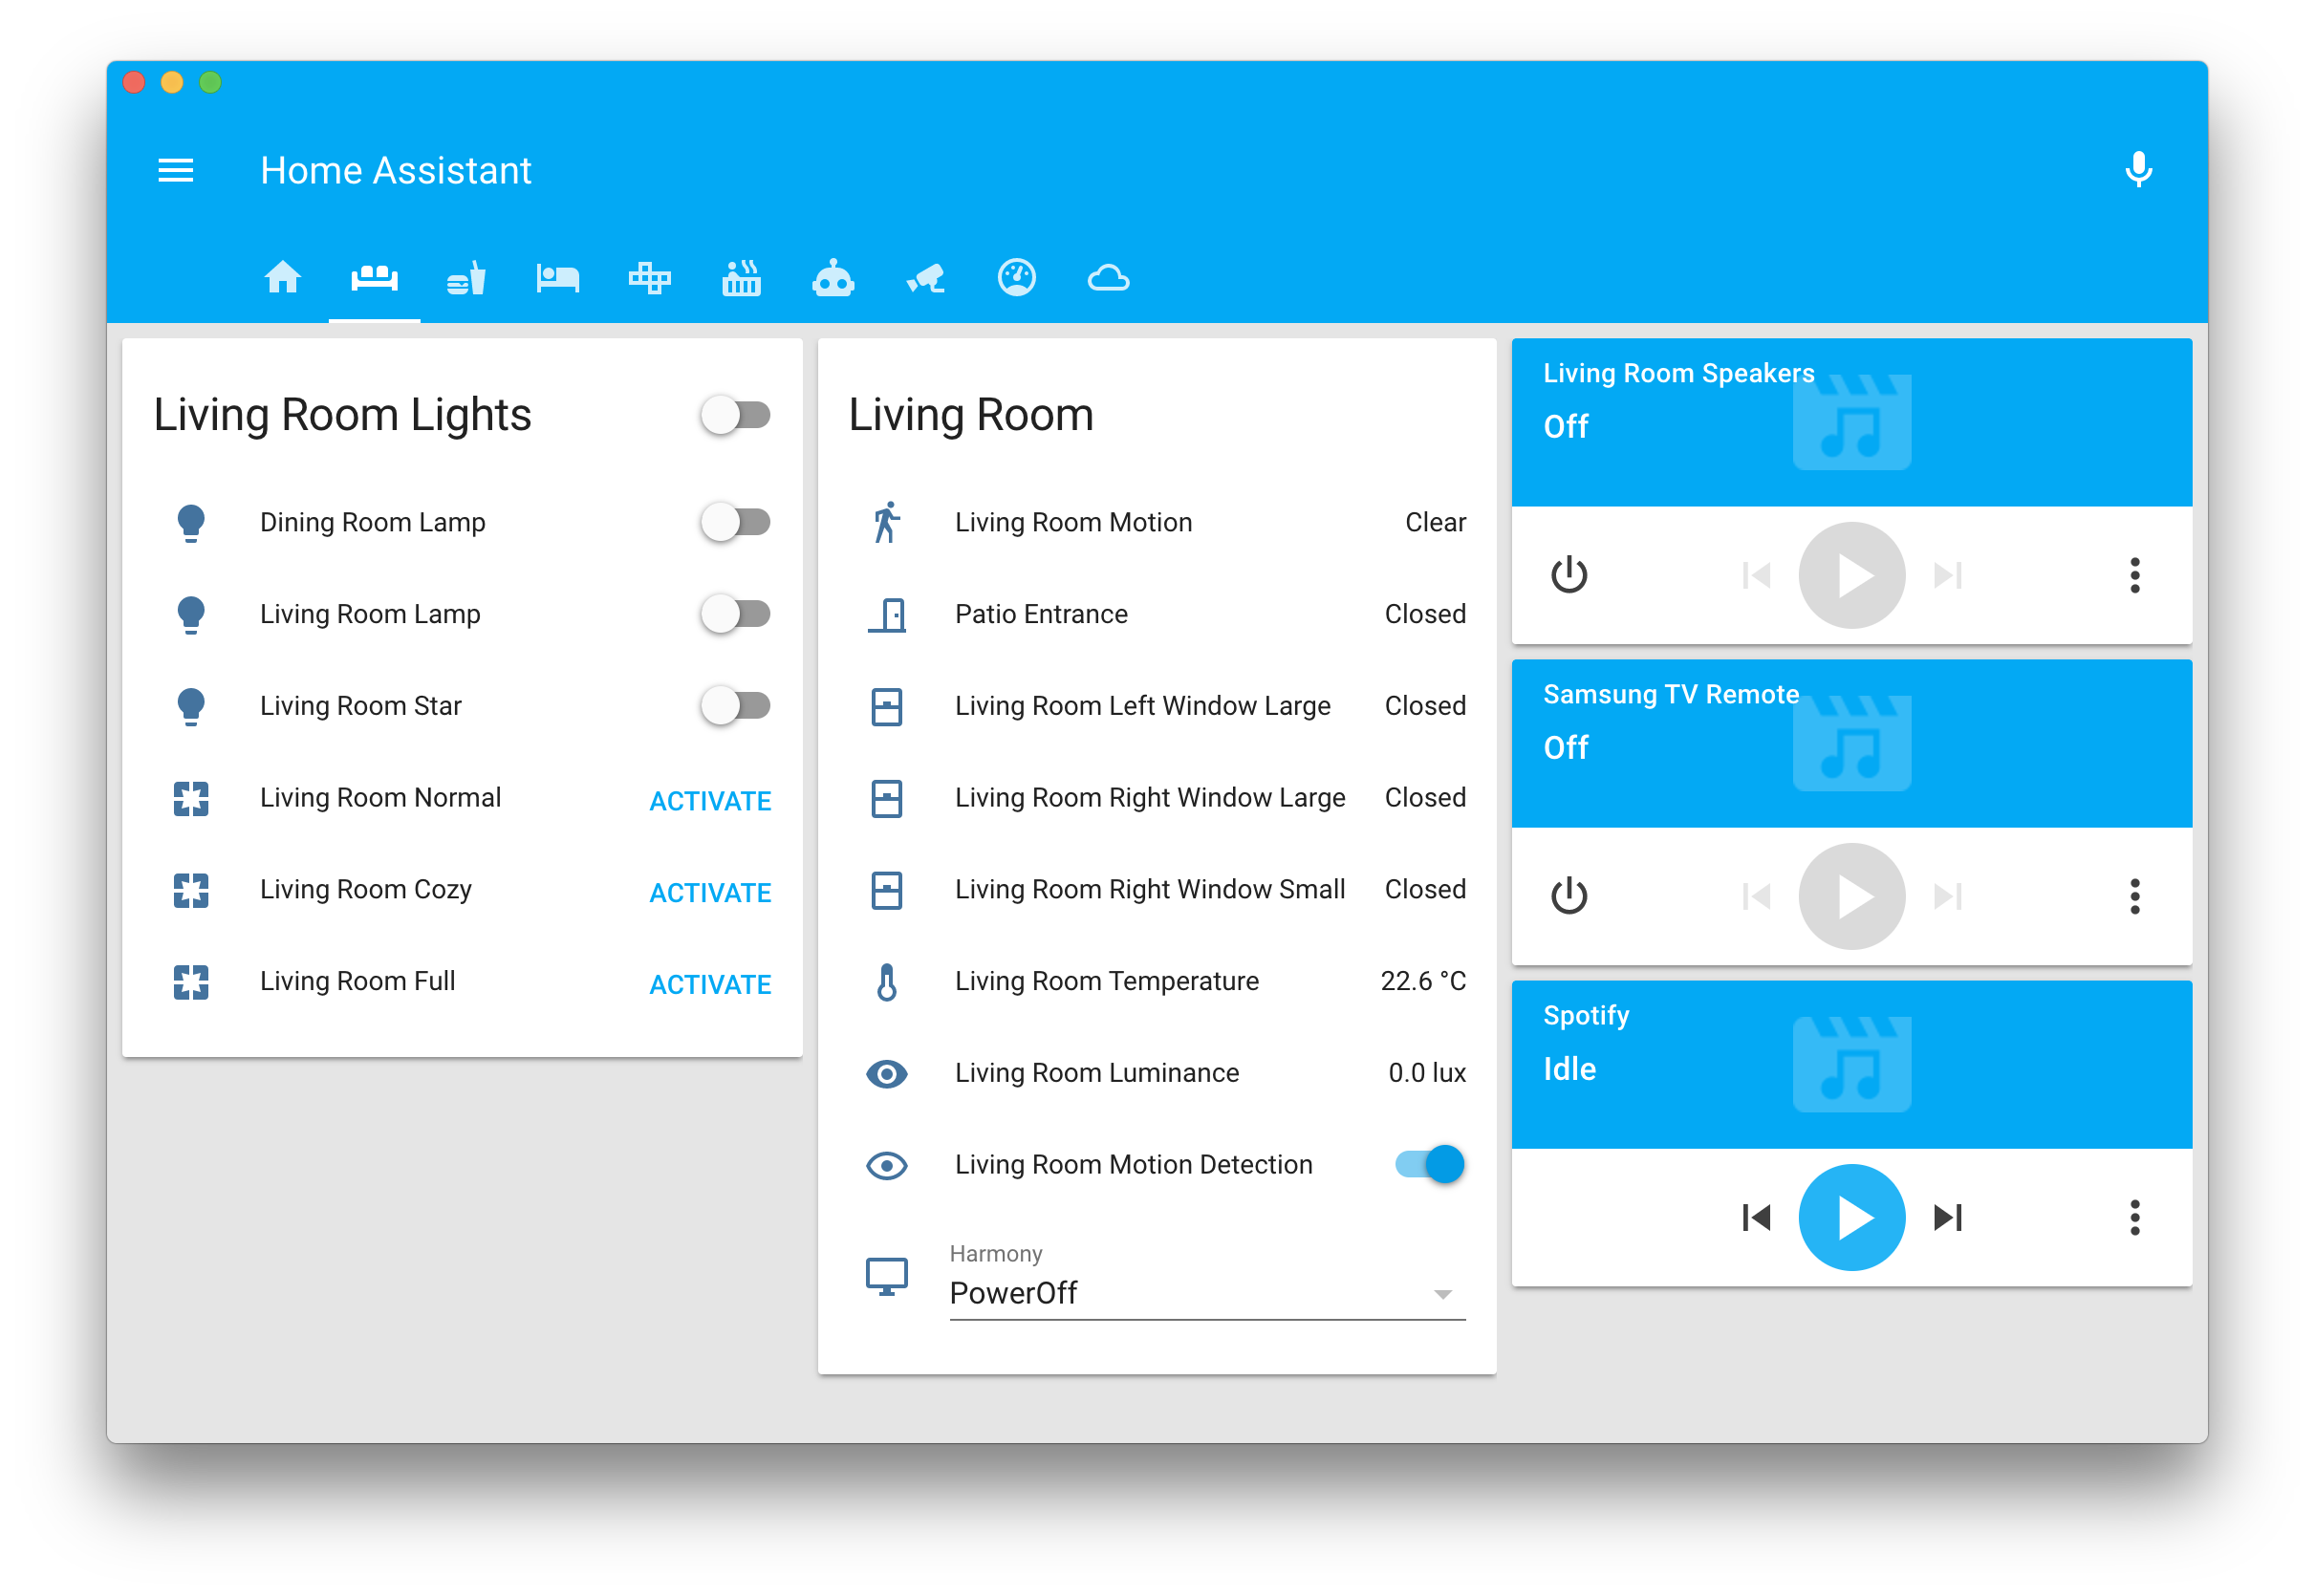 Home Assistant
Living Room Lights
Dining Room Lamp
Living Room Lamp
Living Room Star
Living Room Normal ACTIVATE
Living Room Cozy ACTIVATE
Living Room Full ACTIVATE
Living Room
Living Room Motion Clear
Patio Entrance Closed
Living Room Left Window Large Closed
Living Room Right Window Large Closed
Living Room Right Window Small Closed
Living Room Temperature 22.6 °C
Living Room Luminance 0.0 lux
Living Room Motion Detection
Harmony
PowerOff
Living Room Speakers
Off
Samsung TV Remote
Off
Spotify
Idle